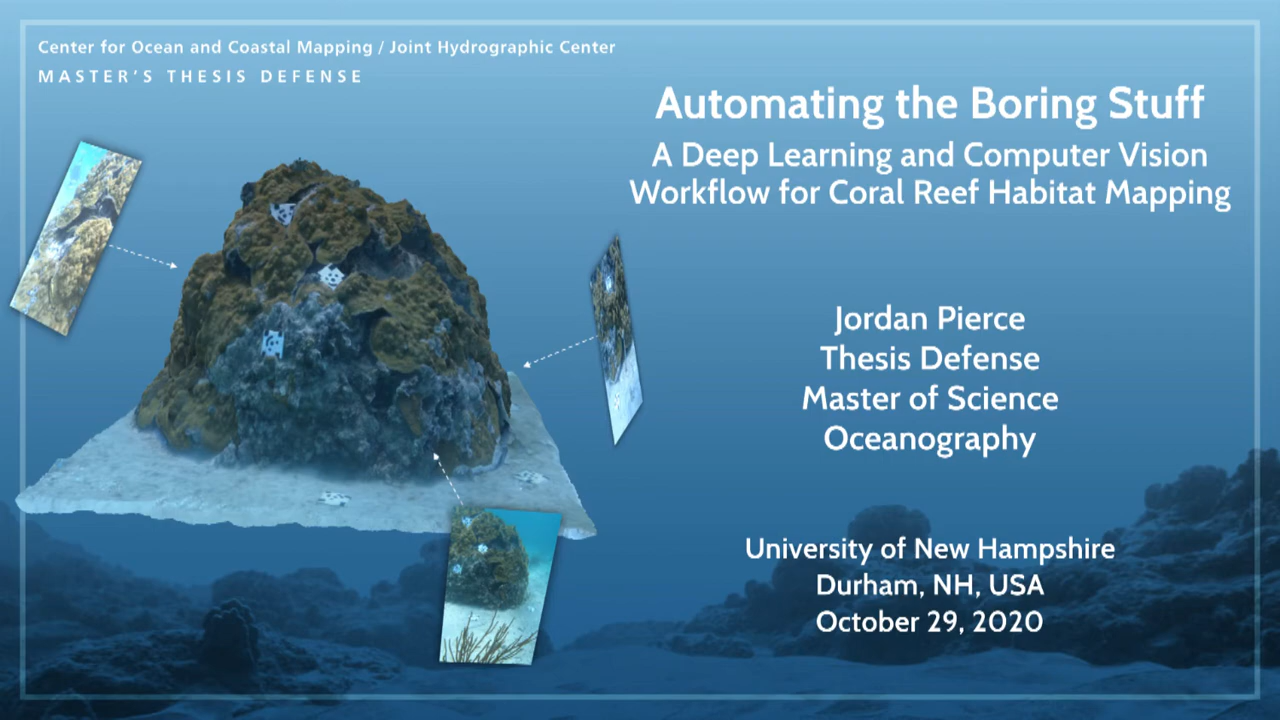 Center for Ocean and Coastal Mapping / Joint Hydrographic Center
MASTER'S THESIS DEFENSE
Automating the Boring Stuff
A Deep Learning and Computer Vision
Workflow for Coral Reef Habitat Mapping
Jordan Pierce
Thesis Defense
Master of Science
Oceanography
University of New Hampshire
Durham, NH, USA
October 29, 2020